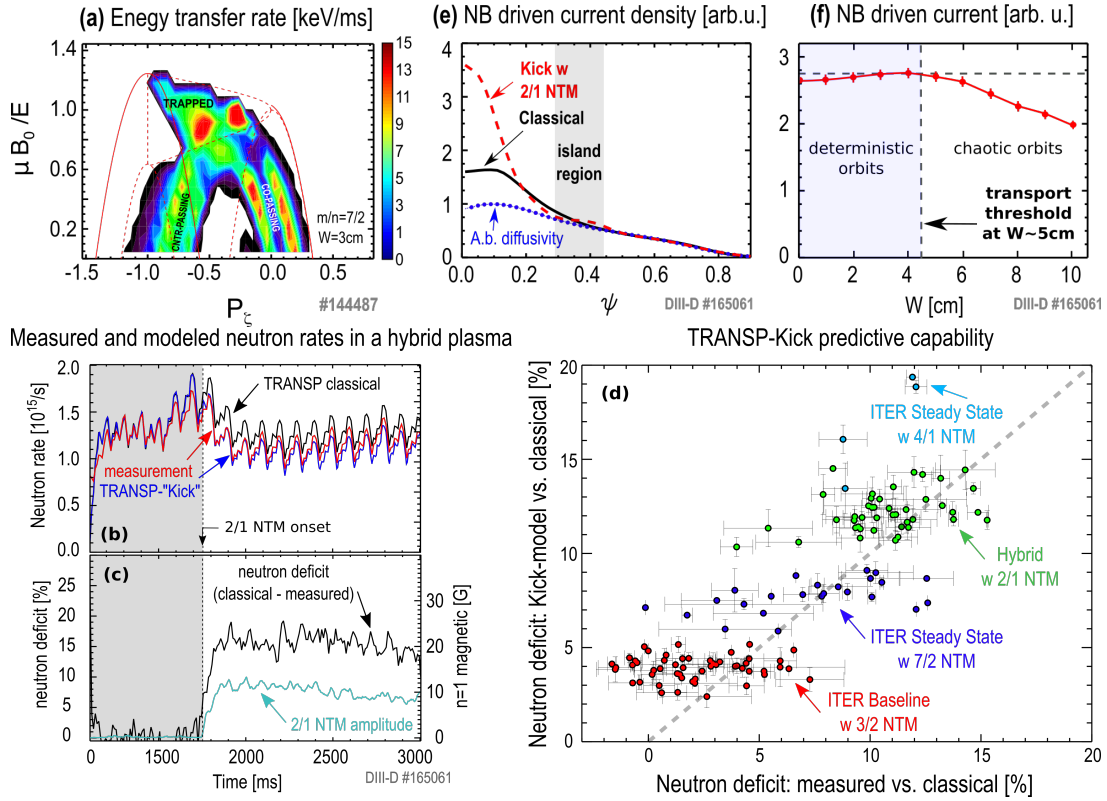 (a) Enegy transfer rate [keV/ms]
1.4
1.0
0.6
0.2
μ B0 /E
TRAPPED
CNTR-PASSING
CO-PASSING
m/n=7/2
W=3cm
15
13
11
9
7
5
3
1
0
-1.5 -1.0 -0.5 0.0 0.5
Pζ
#144487
(e) NB driven current density [arb.u.]
5
4
3
2
1
0
Kick w
2/1 NTM
Classical
island
region
A.b. diffusivity
0.0 0.2 0.4 0.6 0.8
ψ
DIII-D #165061
(f) NB driven current [arb. u.]
3
2
1
0
deterministic
orbits
chaotic orbits
transport
threshold
at W~5cm
0 2 4 6 8 10
W [cm]
DIII-D #165061
Measured and modeled neutron rates in a hybrid plasma
2.0
1.5
1.0
0.5
0.0
Neutron rate [10^15/s]
TRANSP classical
measurement
TRANSP-"Kick"
2/1 NTM onset
(b)
(c)
25
20
15
10
5
0
neutron deficit [%]
neutron deficit
(classical - measured)
2/1 NTM amplitude
30
20
10
0
n=1 magnetic [G]
0 1500 2000 2500 3000
Time [ms]
DIII-D #165061
TRANSP-Kick predictive capability
(d)
20
15
10
5
0
Neutron deficit: Kick-model vs. classical [%]
ITER Steady State
w 4/1 NTM
Hybrid
w 2/1 NTM
ITER Steady State
w 7/2 NTM
ITER Baseline
w 3/2 NTM
0 5 10 15 20
Neutron deficit: measured vs. classical [%]